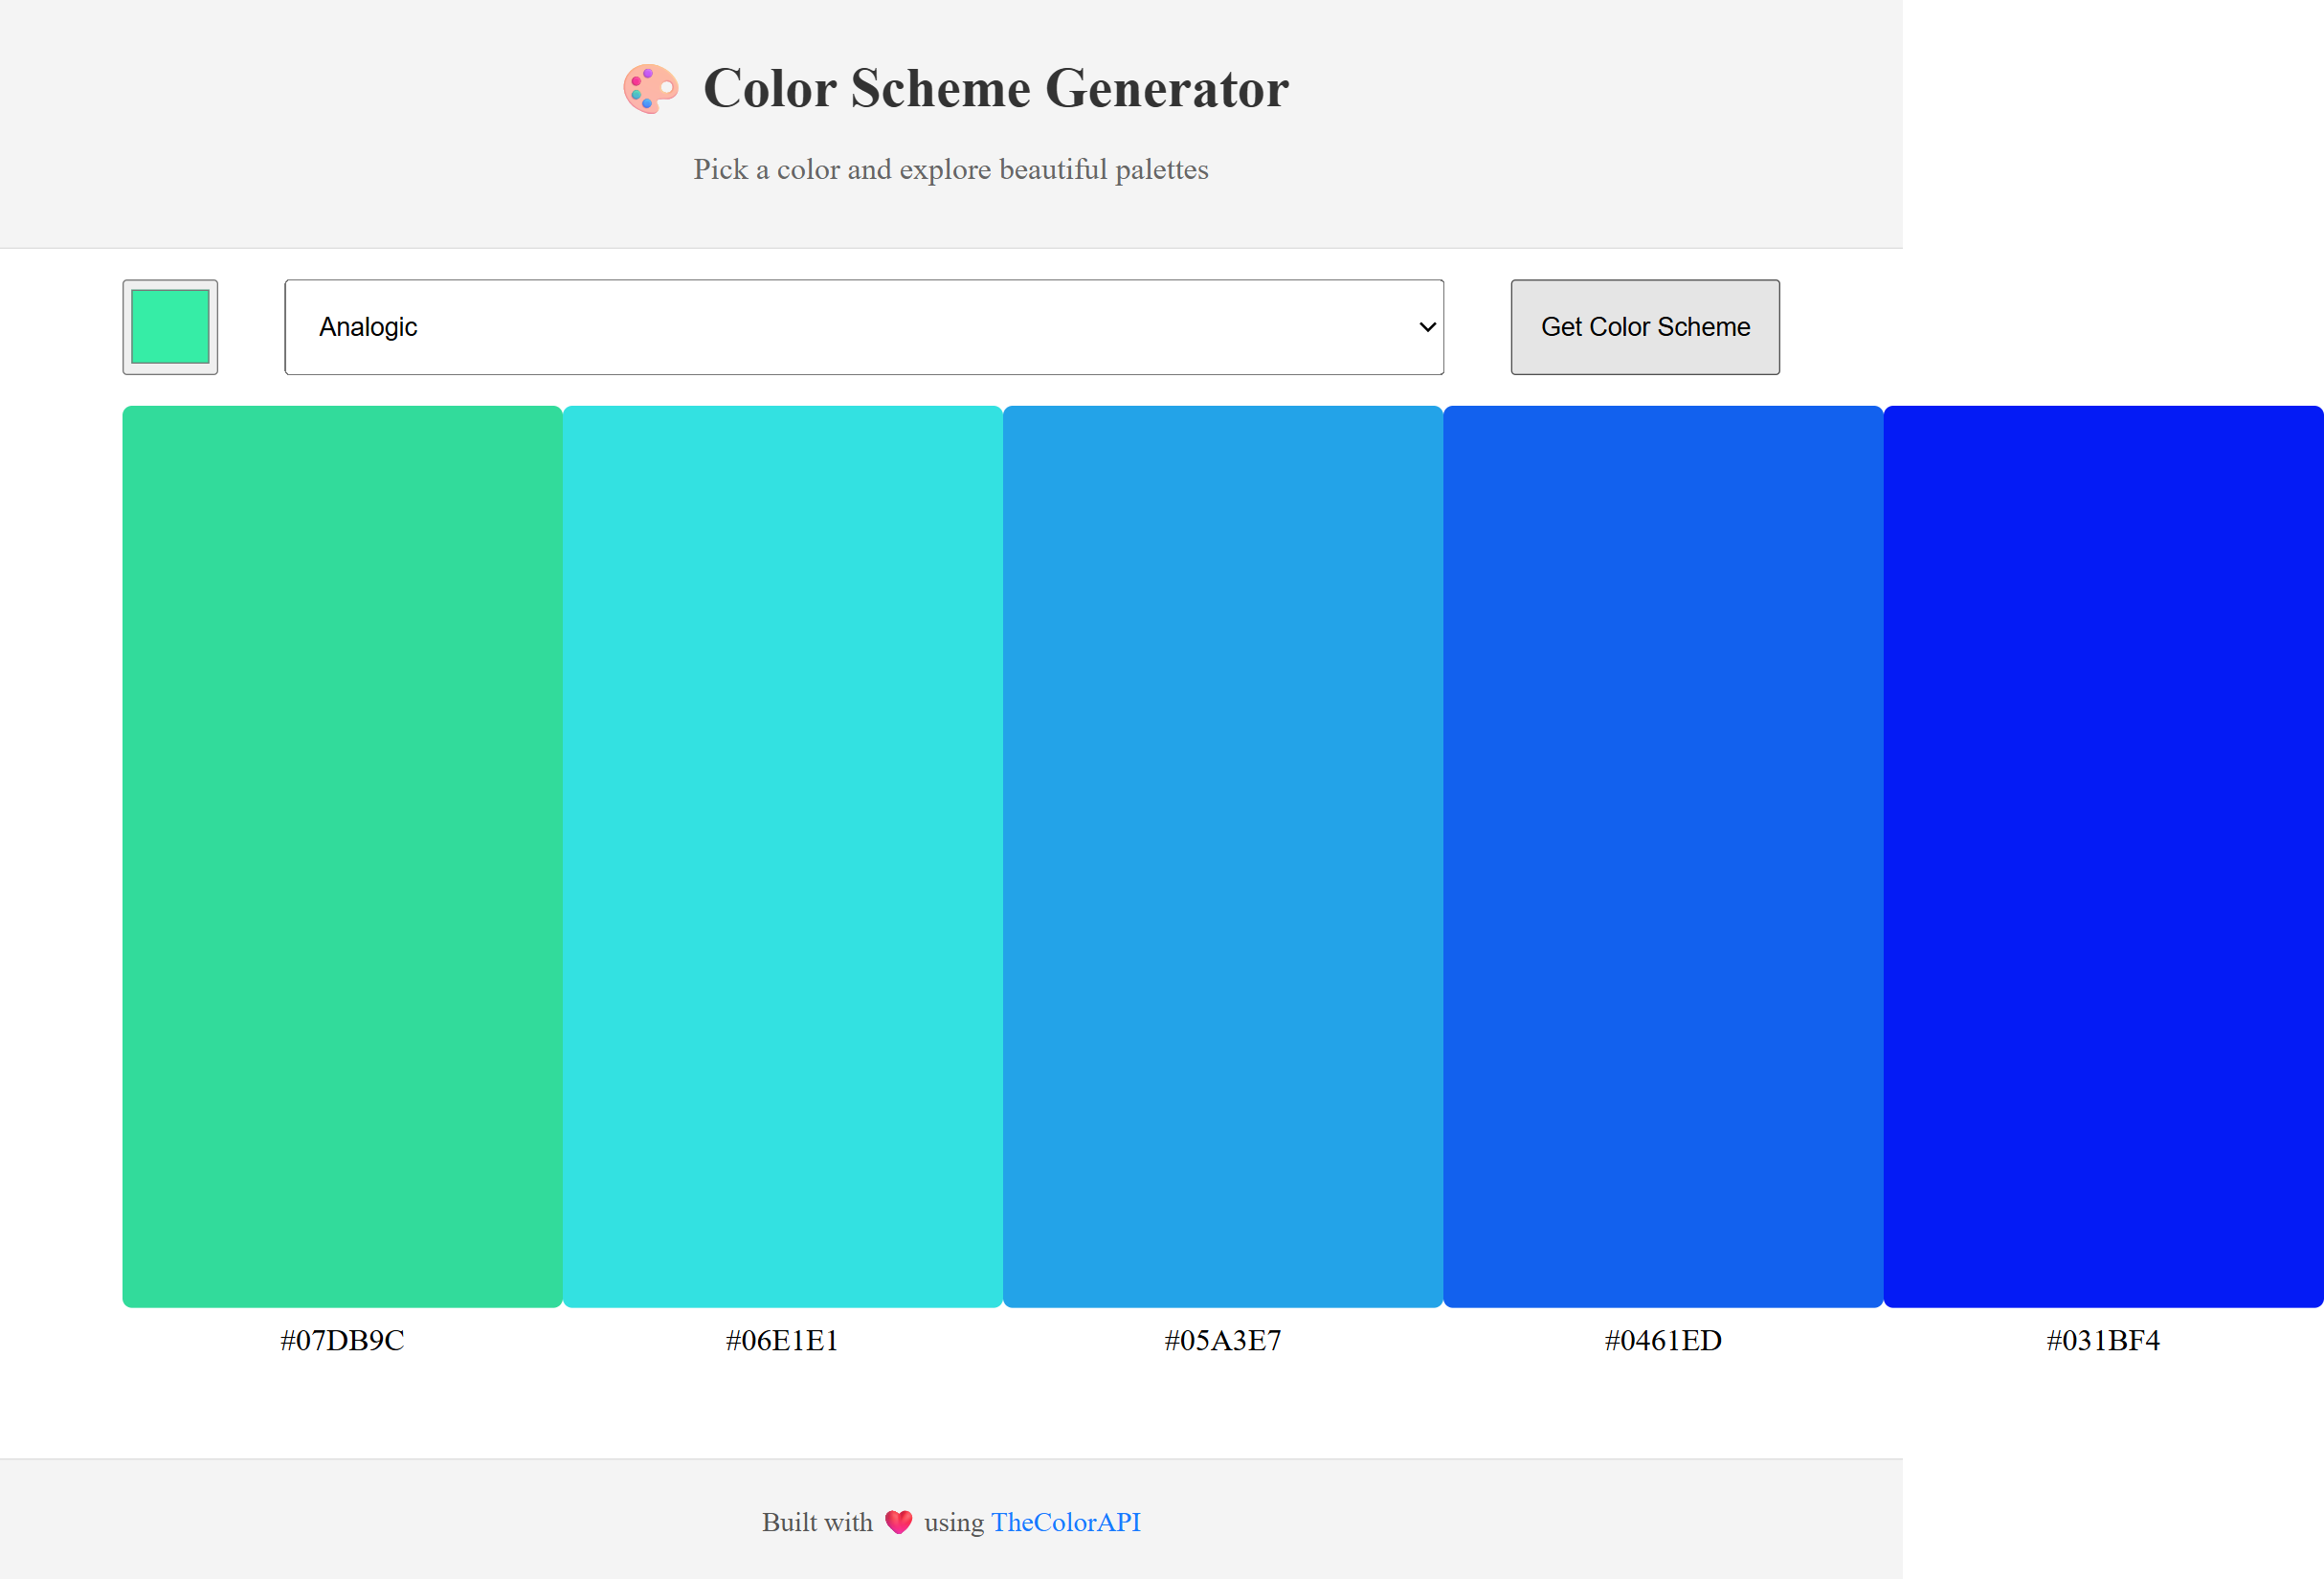 🎨 Color Scheme Generator
Pick a color and explore beautiful palettes
Analogic
Get Color Scheme
#07DB9C #06E1E1 #05A3E7 #0461ED #031BF4
Built with ❤️ using TheColorAPI